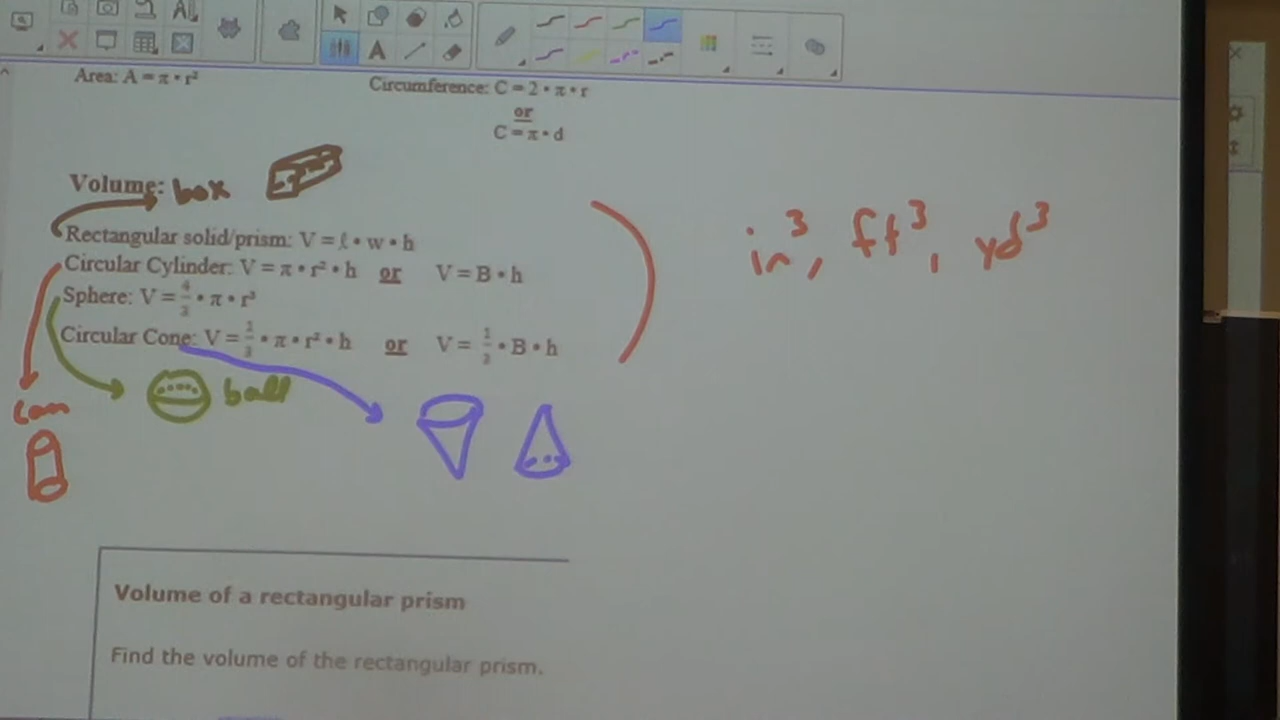 Area: A = π • r²
Circumference: C = 2 • π • r
or
C = π • d
Volume: box
Rectangular solid/prism: V = ℓ • w • h
in³, ft³, yd³
Circular Cylinder: V = π • r² • h or V = B • h
Sphere: V = 4/3 • π • r³
Circular Cone: V = 1/3 • π • r² • h or V = 1/3 • B • h
ball
can
Volume of a rectangular prism
Find the volume of the rectangular prism.